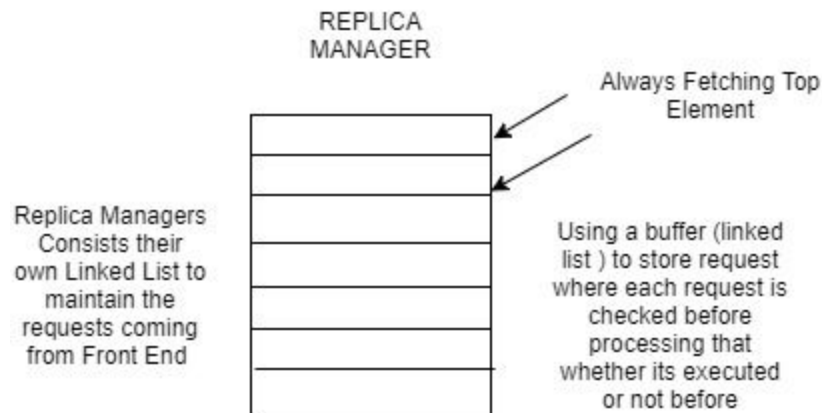 REPLICA
MANAGER
Always Fetching Top
Element
Replica Managers
Consists their
own Linked List to
maintain the
requests coming
from Front End
Using a buffer (linked
list ) to store request
where each request is
checked before
processing that
whether its executed
or not before